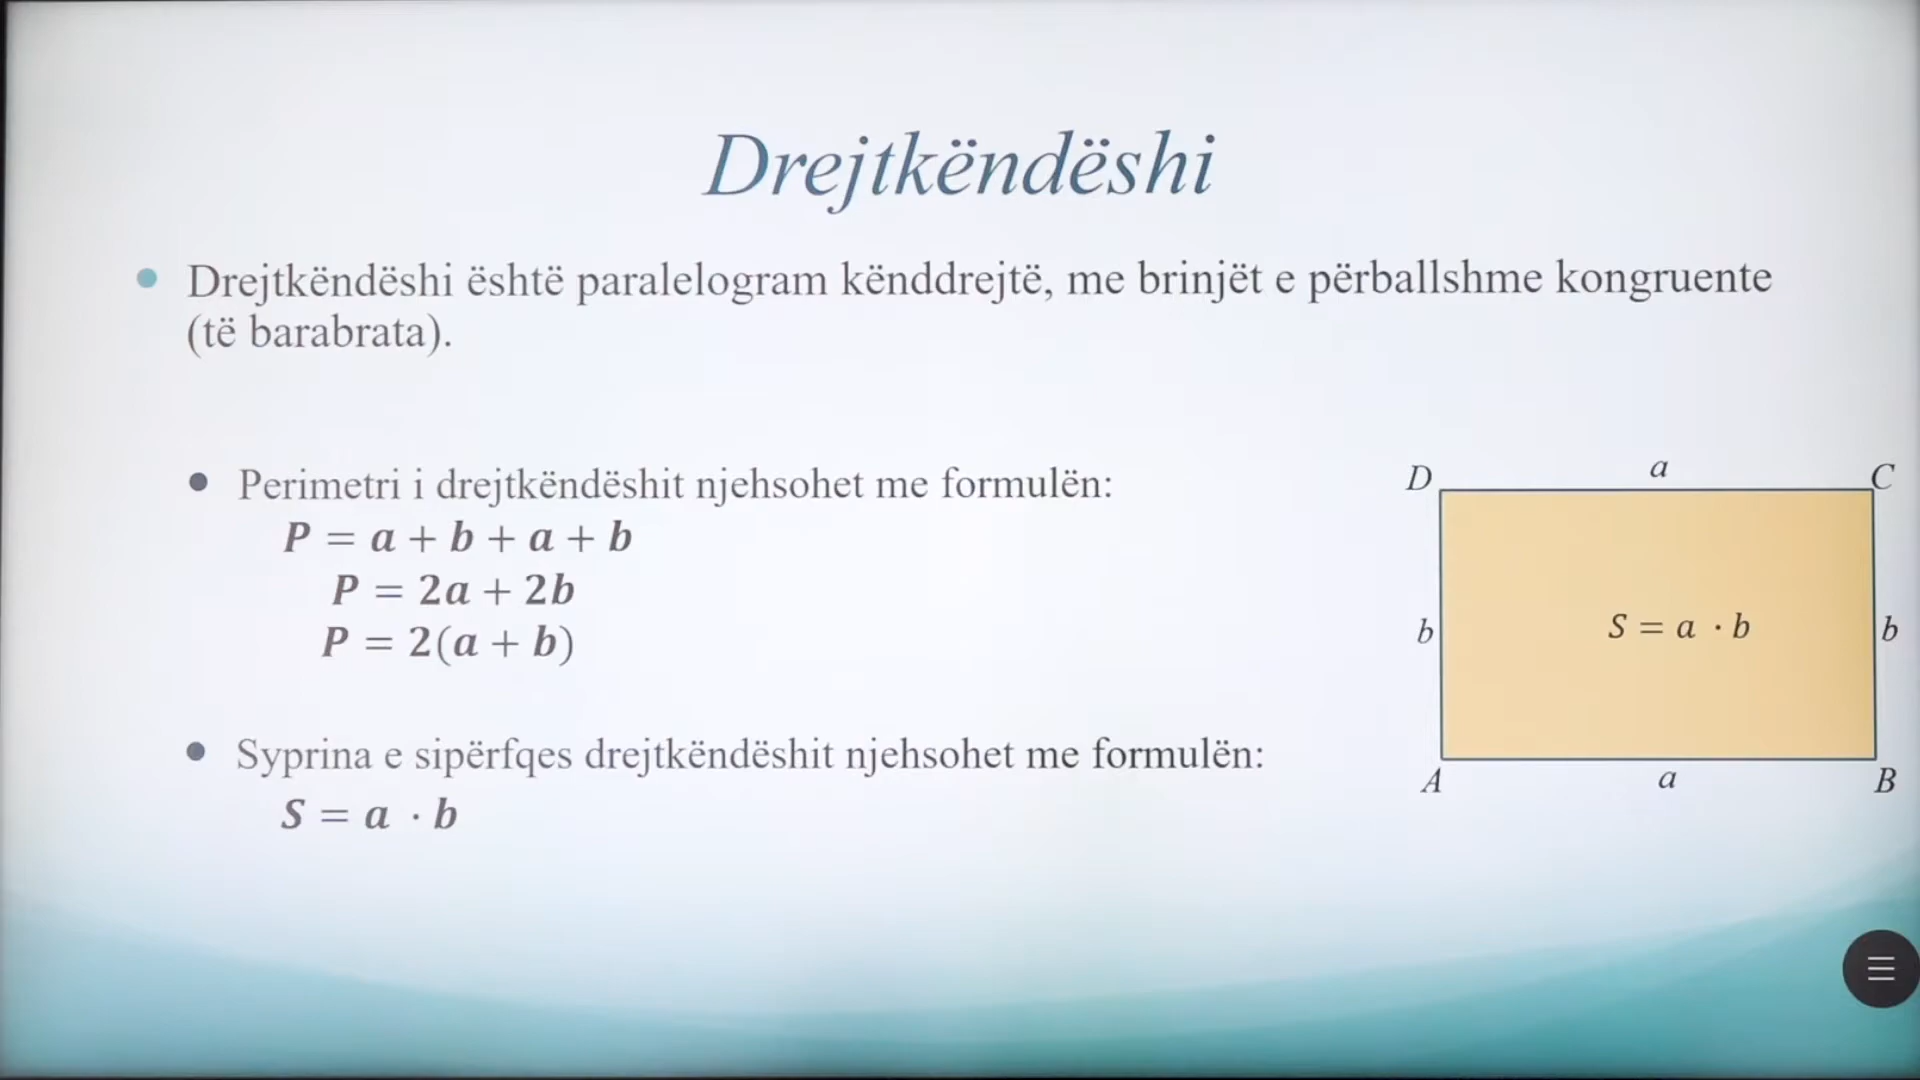 Drejtkëndëshi
• Drejtkëndëshi është paralelogram kënddrejtë, me brinjët e përballshme kongruente
(të barabrata).
• Perimetri i drejtkëndëshit njehsohet me formulën:
P = a + b + a + b
P = 2a + 2b
P = 2(a + b)
• Syprina e sipërfqes drejtkëndëshit njehsohet me formulën:
S = a · b
D a C
b S = a · b b
A a B